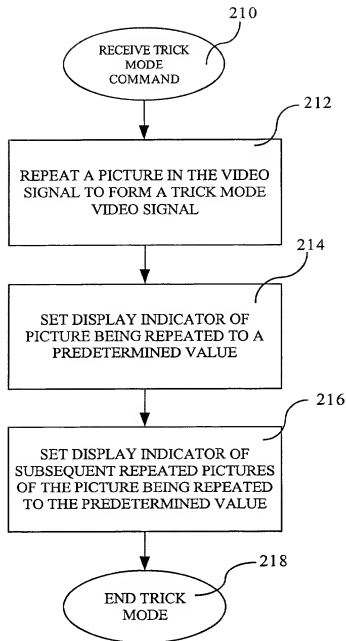 210
RECEIVE TRICK
MODE
COMMAND
212
REPEAT A PICTURE IN THE VIDEO
SIGNAL TO FORM A TRICK MODE
VIDEO SIGNAL
214
SET DISPLAY INDICATOR OF
PICTURE BEING REPEATED TO A
PREDETERMINED VALUE
216
SET DISPLAY INDICATOR OF
SUBSEQUENT REPEATED PICTURES
OF THE PICTURE BEING REPEATED
TO THE PREDETERMINED VALUE
218
END TRICK
MODE